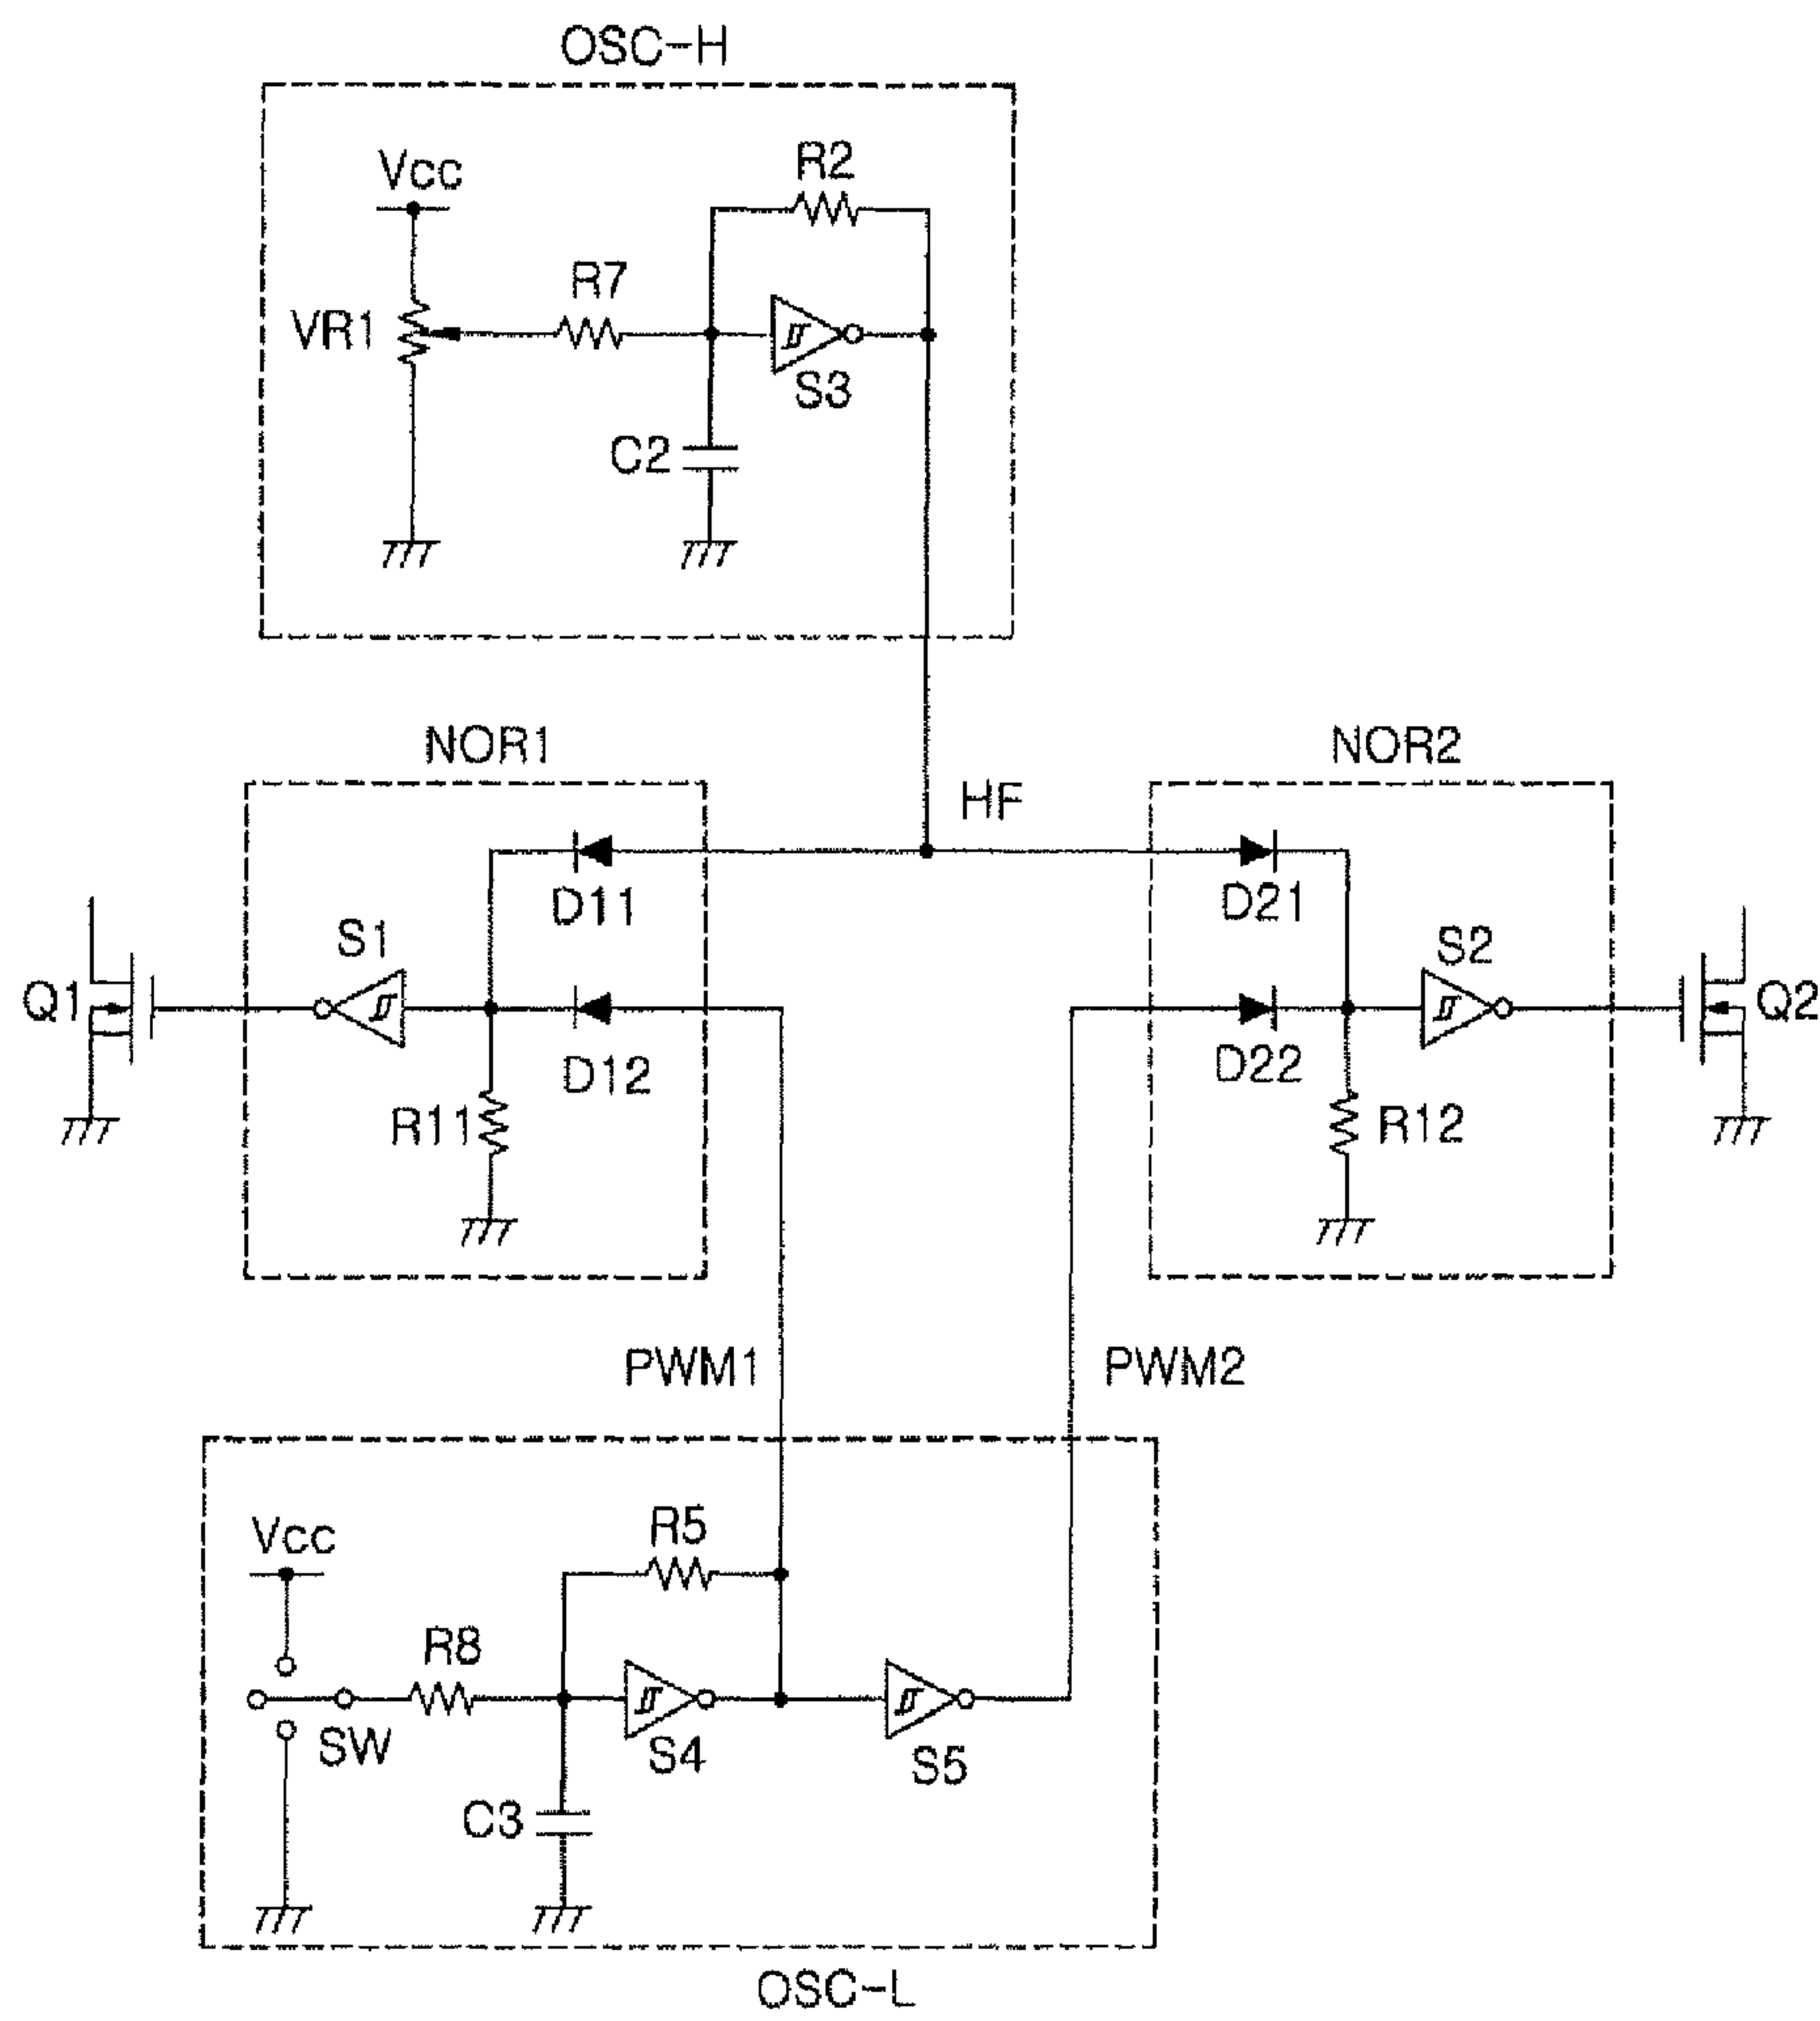 OSC-H
Vcc
R2
R7
VR1
S3
C2
NOR1
NOR2
HF
D11
D21
S1
S2
Q1
Q2
D12
D22
R11
R12
PWM1
PWM2
Vcc
R5
R8
SW
S4
S5
C3
OSC-L